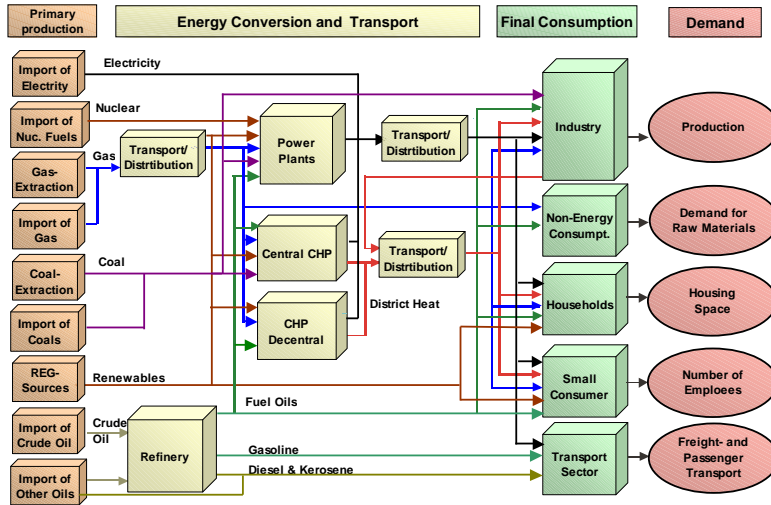 Primary
production
Energy Conversion and Transport
Final Consumption
Demand
Import of
Electrity
Electricity
Import of
Nuc. Fuels
Nuclear
Gas-
Extraction
Gas
Import of
Gas
Transport/
Distrtibution
Power
Plants
Transport/
Distrtibution
Industry
Production
Non-Energy
Consumpt.
Demand for
Raw Materials
Coal-
Extraction
Coal
Import of
Coals
Central CHP
Transport/
Distrtibution
District Heat
CHP
Decentral
Households
Housing
Space
REG-
Sources
Renewables
Small
Consumer
Number of
Emploees
Fuel Oils
Import of
Crude Oil
Crude
Oil
Refinery
Gasoline
Diesel & Kerosene
Import of
Other Oils
Transport
Sector
Freight- and
Passenger
Transport